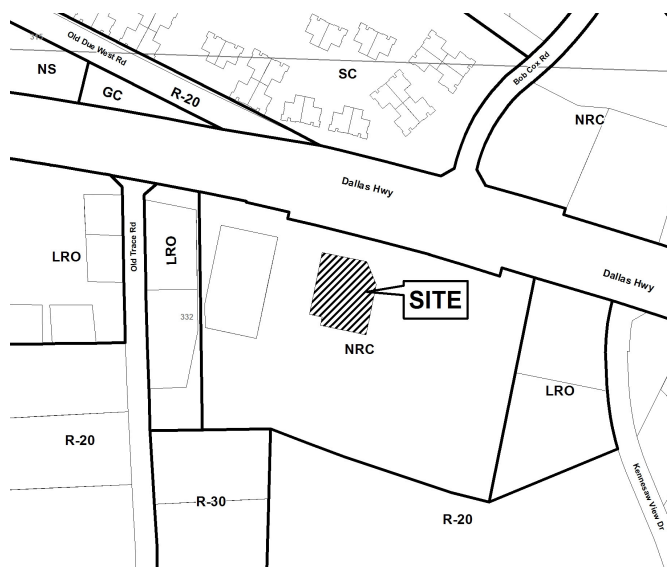 Old Due West Rd
NS
GC
R-20
SC
Bob Cox Rd
NRC
Dallas Hwy
LRO
Old Trace Rd
LRO
332
SITE
Dallas Hwy
NRC
LRO
R-20
R-30
R-20
Kennesaw View Dr